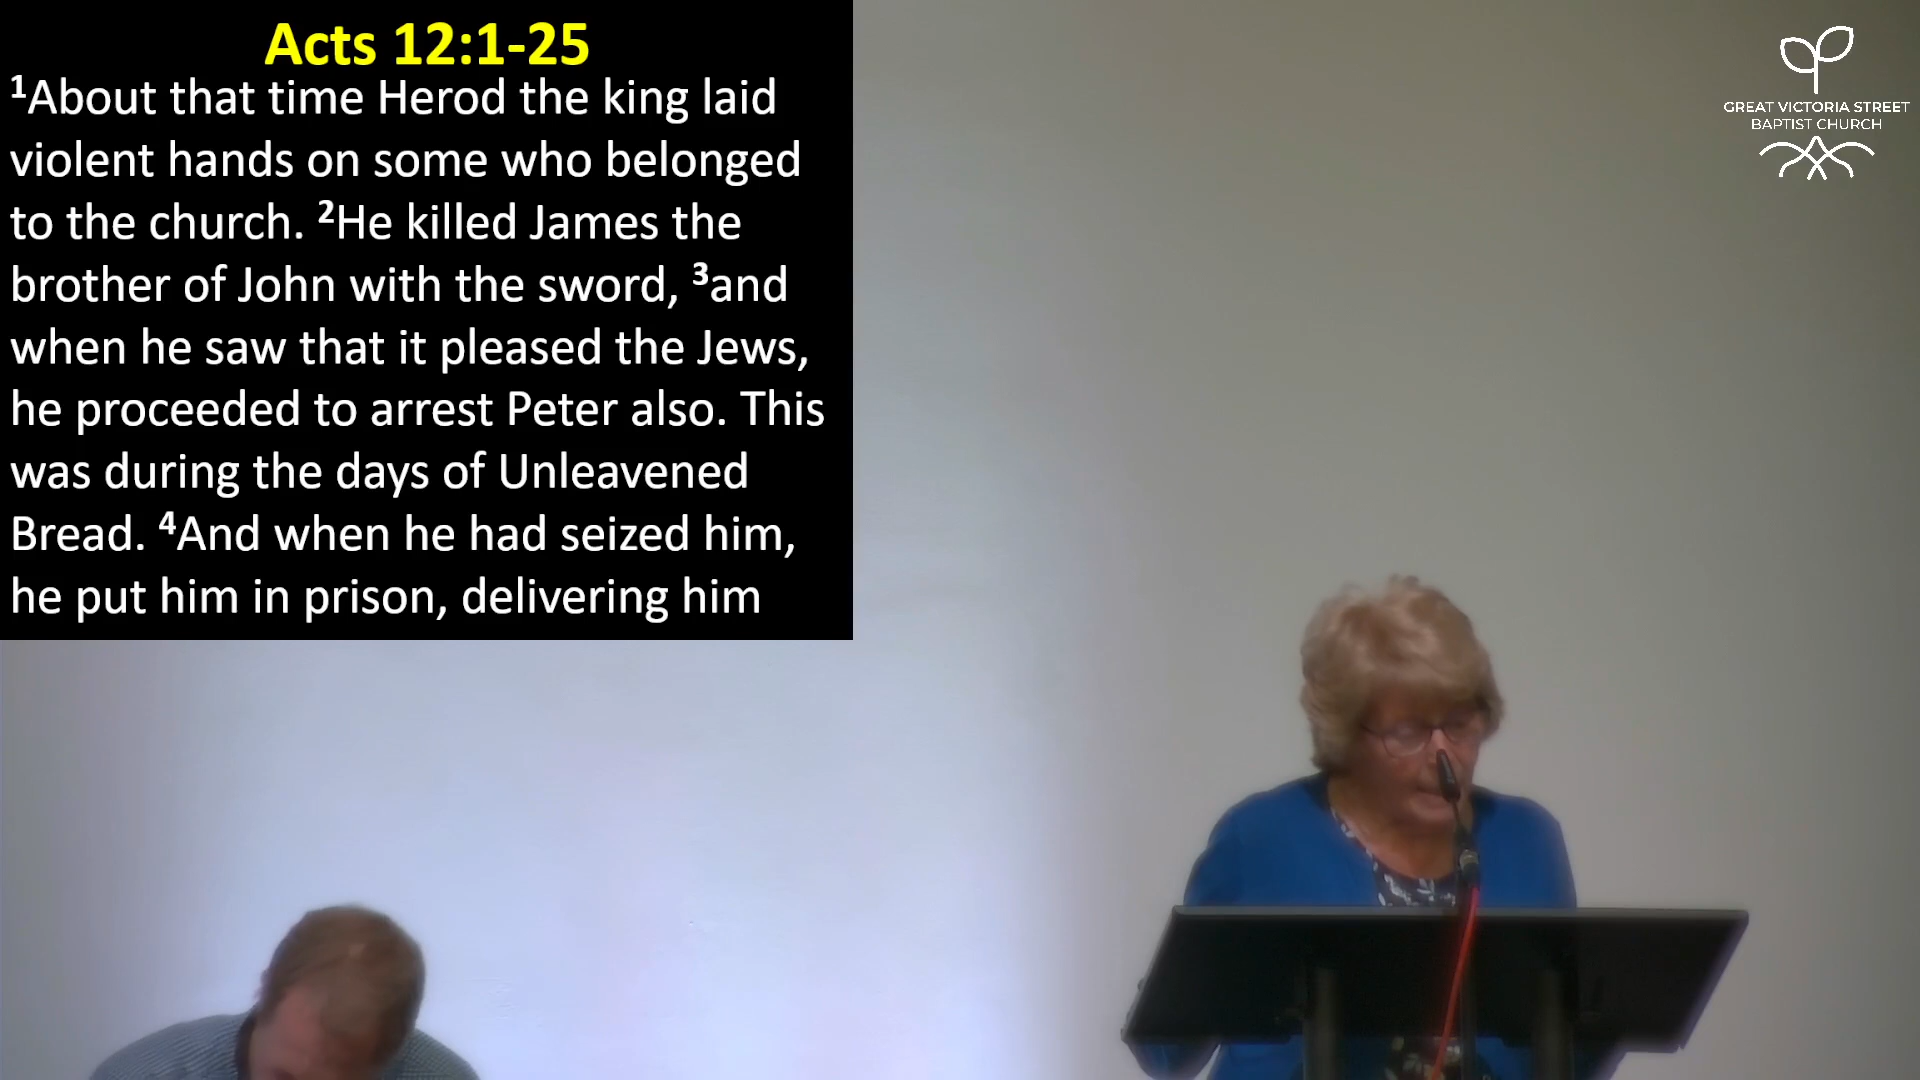 Acts 12:1-25
¹About that time Herod the king laid
violent hands on some who belonged
to the church. ²He killed James the
brother of John with the sword, ³and
when he saw that it pleased the Jews,
he proceeded to arrest Peter also. This
was during the days of Unleavened
Bread. ⁴And when he had seized him,
he put him in prison, delivering him
GREAT VICTORIA STREET
BAPTIST CHURCH